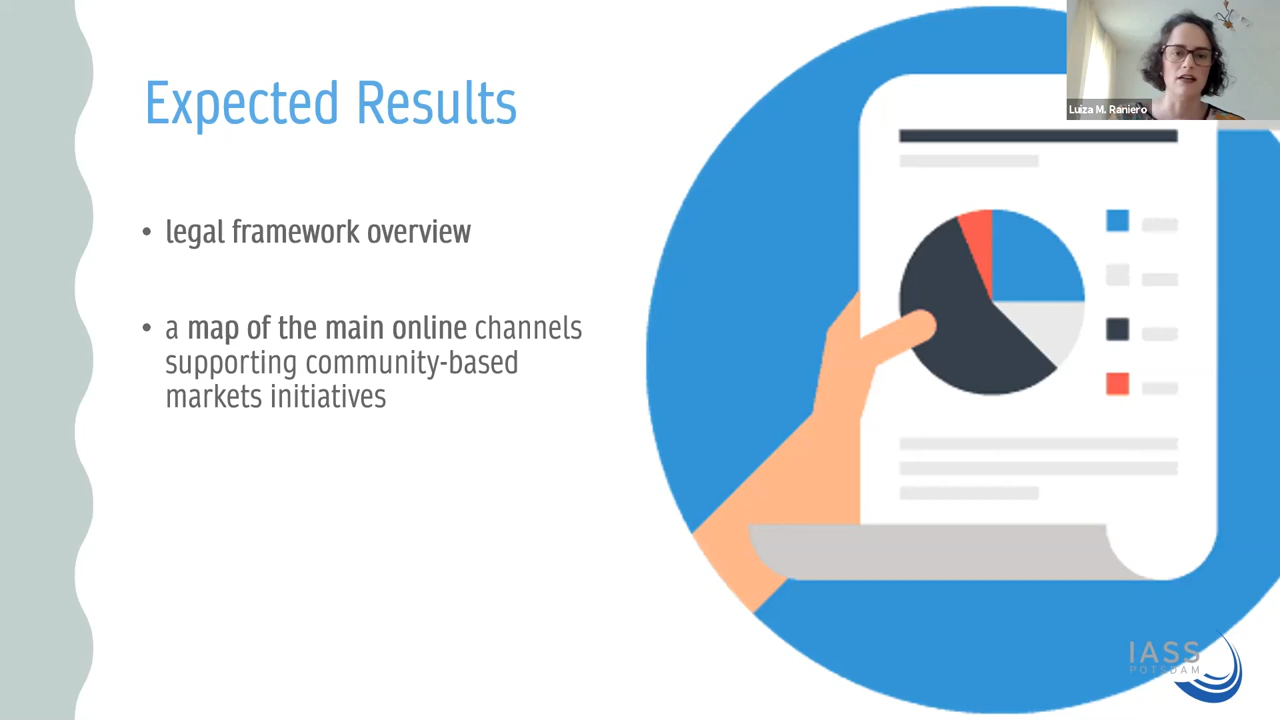 Expected Results
Luiza M. Raniero
• legal framework overview
• a map of the main online channels
supporting community-based
markets initiatives
IASS
POTSDAM